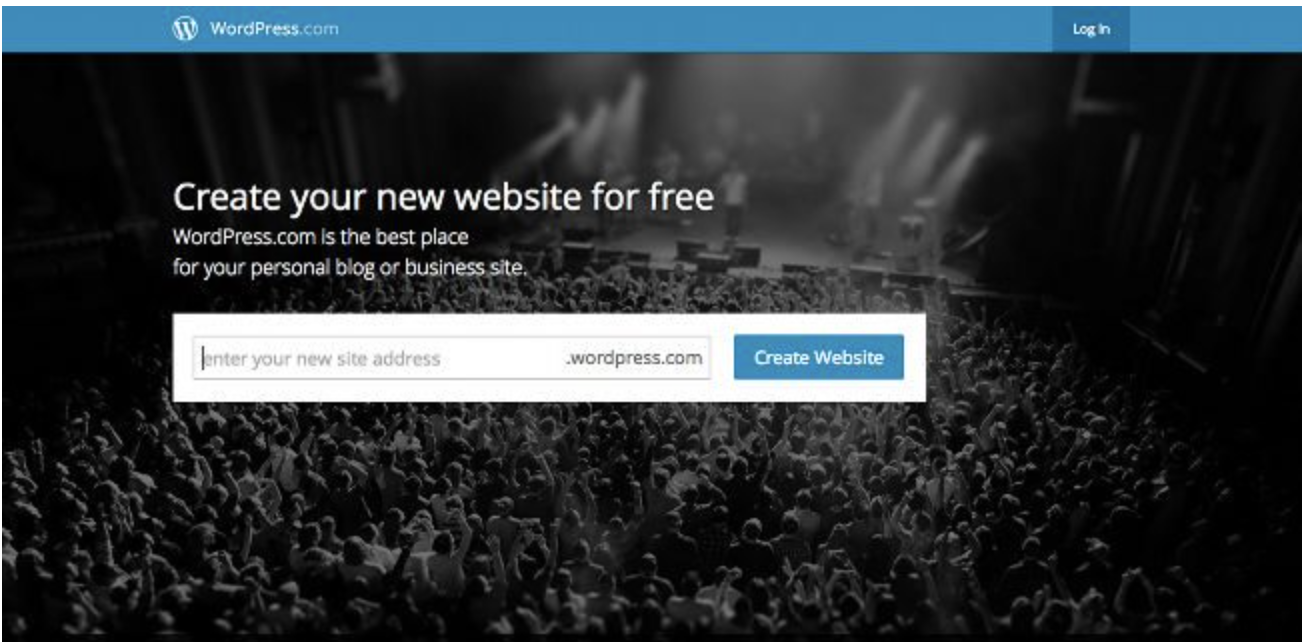 WordPress.com
Log In
Create your new website for free
WordPress.com is the best place
for your personal blog or business site.
enter your new site address
.wordpress.com
Create Website